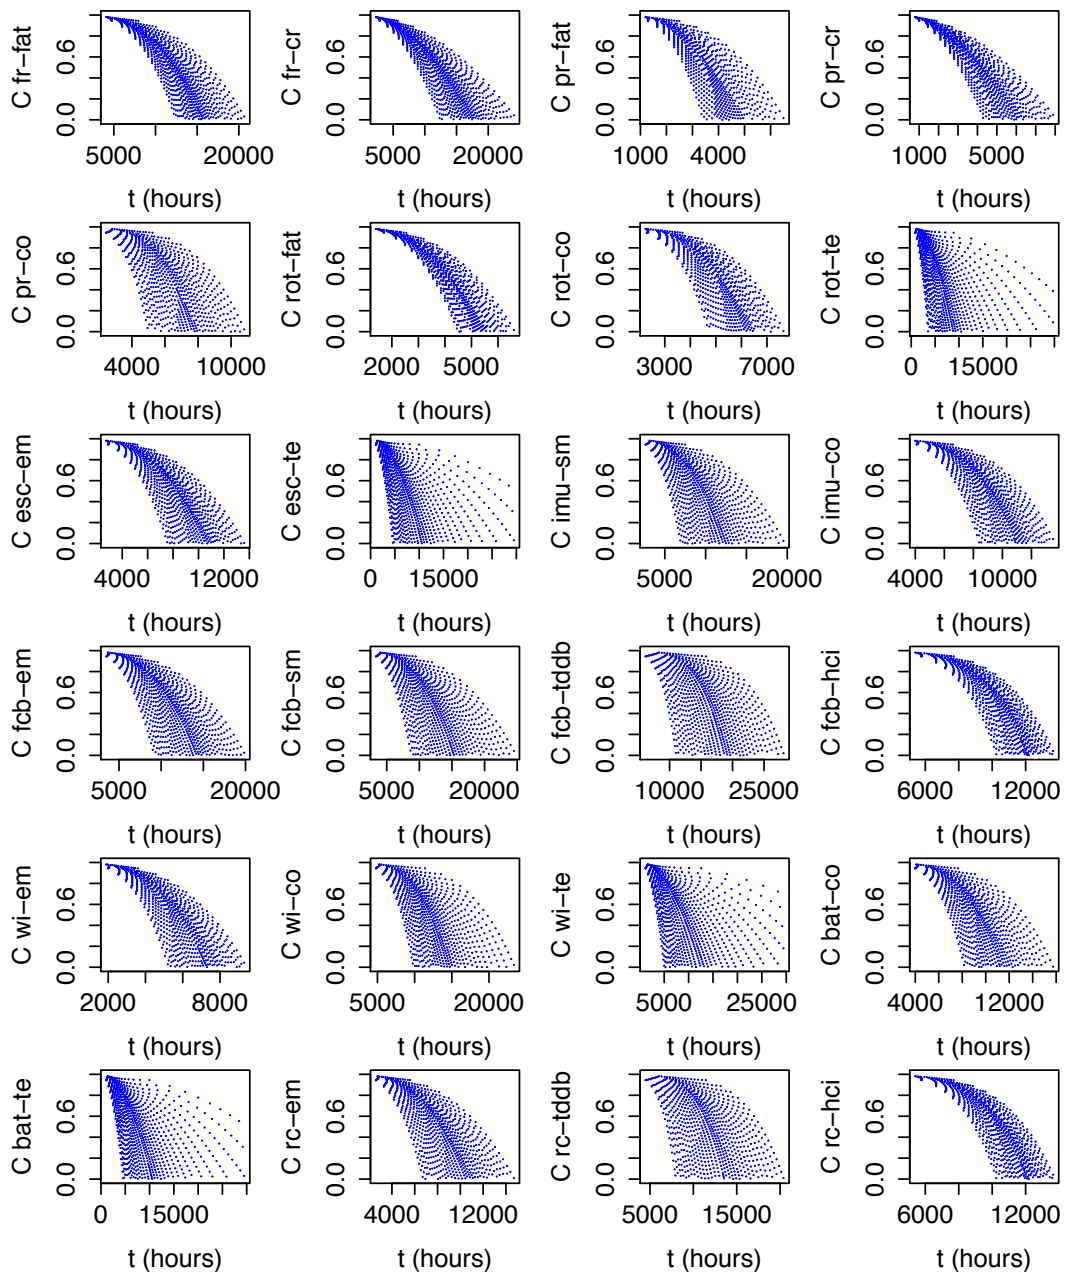 C fr−fat 0.0 0.6 5000 20000 t (hours)
C fr−cr 0.0 0.6 5000 20000 t (hours)
C pr−fat 0.0 0.6 1000 4000 t (hours)
C pr−cr 0.0 0.6 1000 5000 t (hours)
C pr−co 0.0 0.6 4000 10000 t (hours)
C rot−fat 0.0 0.6 2000 5000 t (hours)
C rot−co 0.0 0.6 3000 7000 t (hours)
C rot−te 0.0 0.6 0 15000 t (hours)
C esc−em 0.0 0.6 4000 12000 t (hours)
C esc−te 0.0 0.6 0 15000 t (hours)
C imu−sm 0.0 0.6 5000 20000 t (hours)
C imu−co 0.0 0.6 4000 10000 t (hours)
C fcb−em 0.0 0.6 5000 20000 t (hours)
C fcb−sm 0.0 0.6 5000 20000 t (hours)
C fcb−tddb 0.0 0.6 10000 25000 t (hours)
C fcb−hci 0.0 0.6 6000 12000 t (hours)
C wi−em 0.0 0.6 2000 8000 t (hours)
C wi−co 0.0 0.6 5000 20000 t (hours)
C wi−te 0.0 0.6 5000 25000 t (hours)
C bat−co 0.0 0.6 4000 12000 t (hours)
C bat−te 0.0 0.6 0 15000 t (hours)
C rc−em 0.0 0.6 4000 12000 t (hours)
C rc−tddb 0.0 0.6 5000 15000 t (hours)
C rc−hci 0.0 0.6 6000 12000 t (hours)